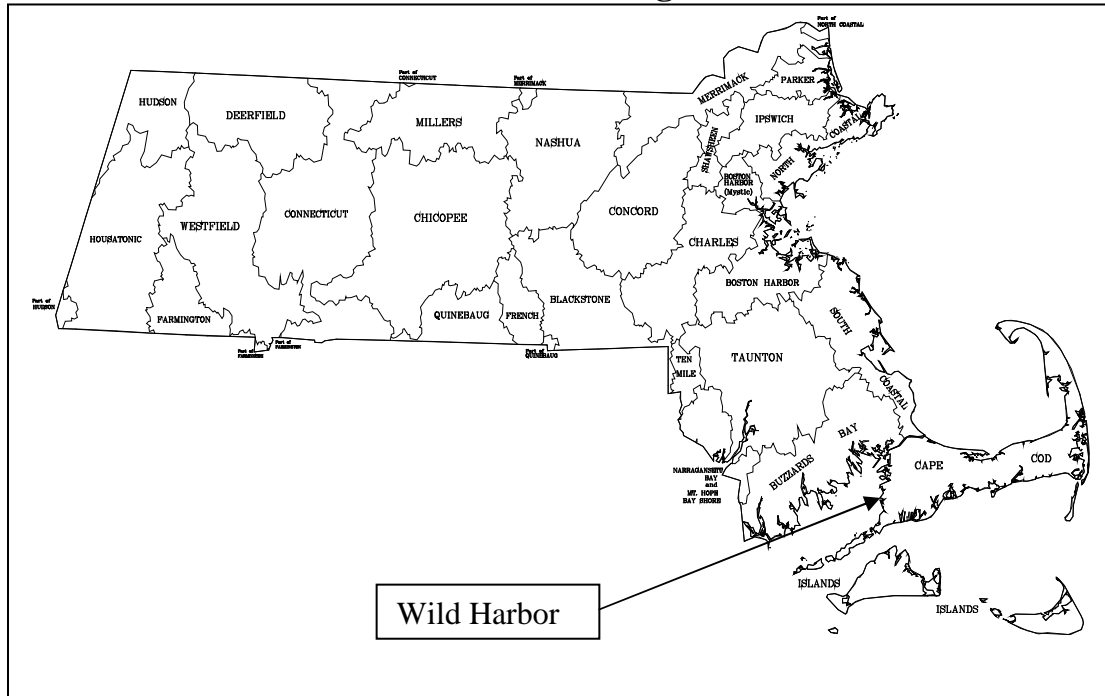 Part of
NORTH COASTAL
Part of
CONNECTICUT
Part of
MERRIMACK
MERRIMACK
PARKER
HUDSON
DEERFIELD
MILLERS
NASHUA
IPSWICH
COASTAL
SHAWSHEEN
NORTH
BOSTON
HARBOR
(Mystic)
HOUSATONIC
WESTFIELD
CONNECTICUT
CHICOPEE
CONCORD
CHARLES
BOSTON HARBOR
Part of
HUDSON
FARMINGTON
QUINEBAUG
FRENCH
BLACKSTONE
SOUTH
COASTAL
Part of
FARMINGTON
Part of
QUINEBAUG
TEN
MILE
TAUNTON
BUZZARDS
BAY
CAPE
COD
NARRAGANSETT
BAY
and
MT. HOPE
BAY SHORE
ISLANDS
ISLANDS
Wild Harbor